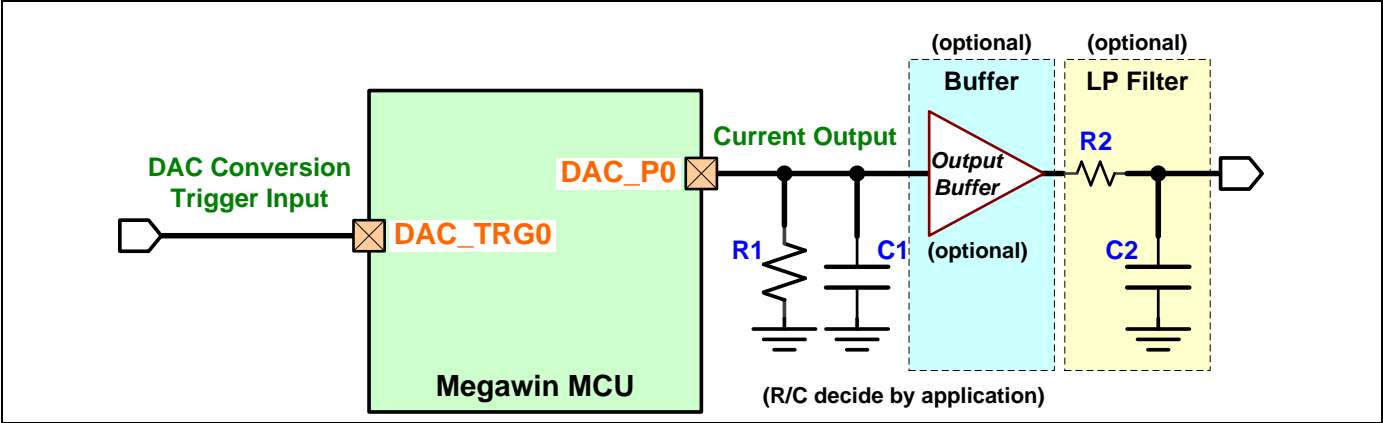 (optional)
(optional)
Buffer
LP Filter
Current Output
R2
DAC Conversion
Trigger Input
DAC_P0
Output
Buffer
DAC_TRG0
R1
C1
(optional)
C2
Megawin MCU
(R/C decide by application)